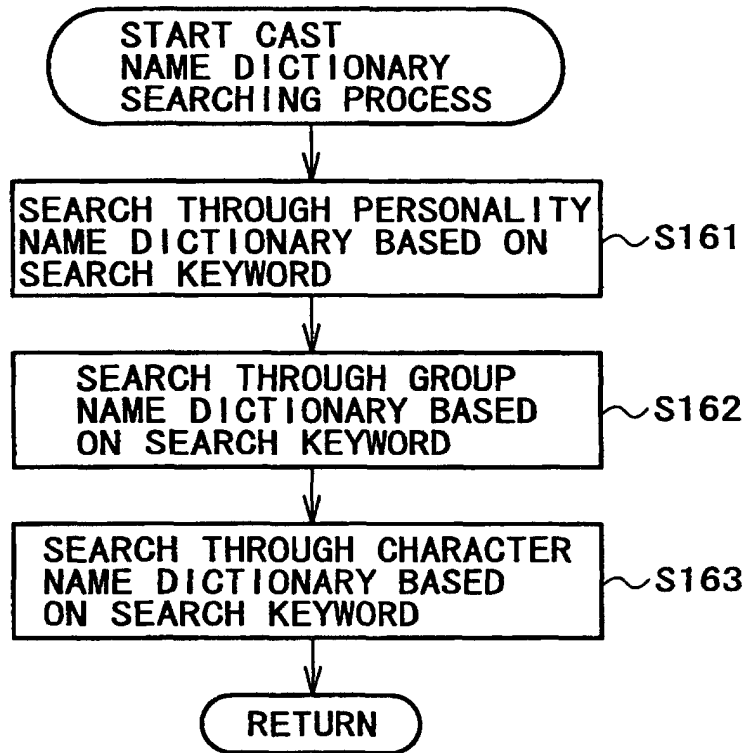 START CAST
NAME DICTIONARY
SEARCHING PROCESS
SEARCH THROUGH PERSONALITY
NAME DICTIONARY BASED ON
SEARCH KEYWORD
S161
SEARCH THROUGH GROUP
NAME DICTIONARY BASED
ON SEARCH KEYWORD
S162
SEARCH THROUGH CHARACTER
NAME DICTIONARY BASED
ON SEARCH KEYWORD
S163
RETURN